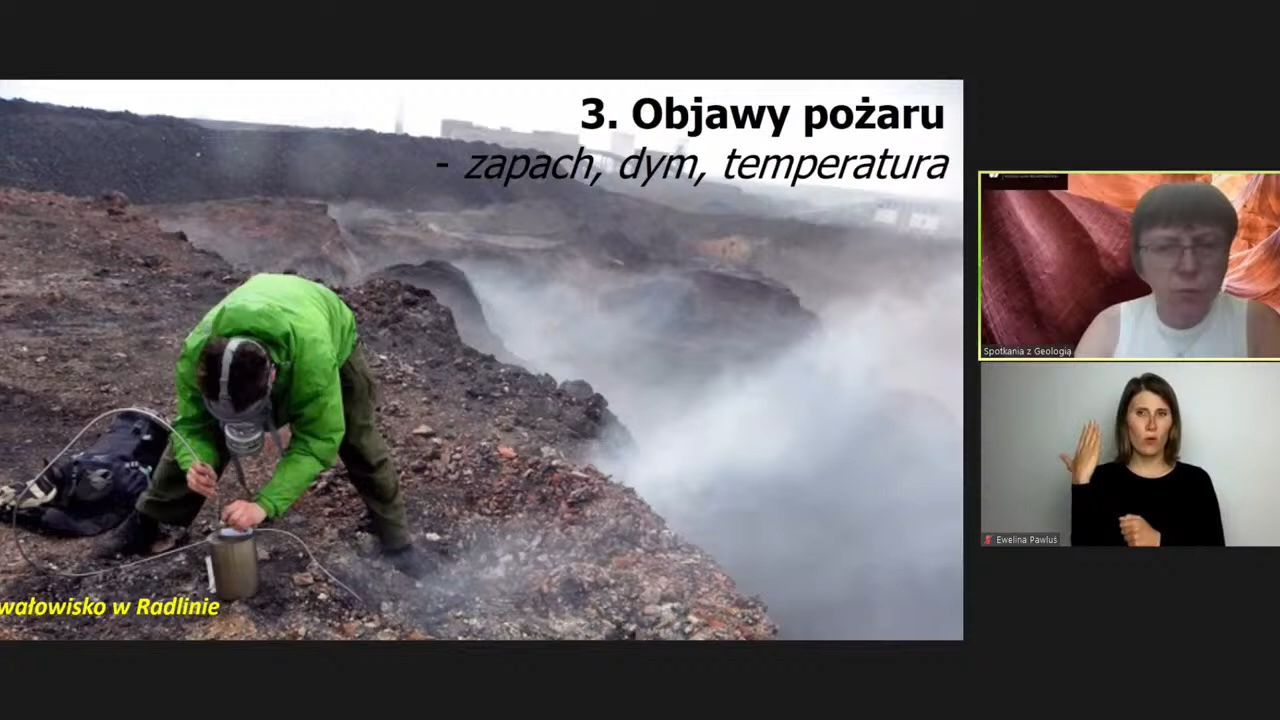 3. Objawy pożaru
- zapach, dym, temperatura
wałowisko w Radlinie
Spotkania z Geologią
Ewelina Pawluś